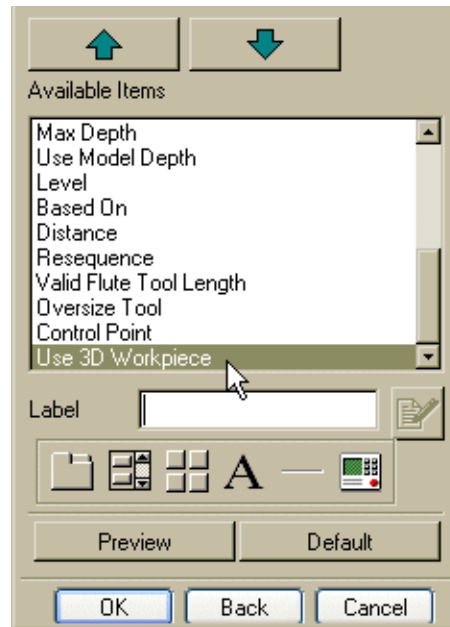 Available Items
Max Depth
Use Model Depth
Level
Based On
Distance
Resequence
Valid Flute Tool Length
Oversize Tool
Control Point
Use 3D Workpiece
Label
A
Preview Default
OK Back Cancel